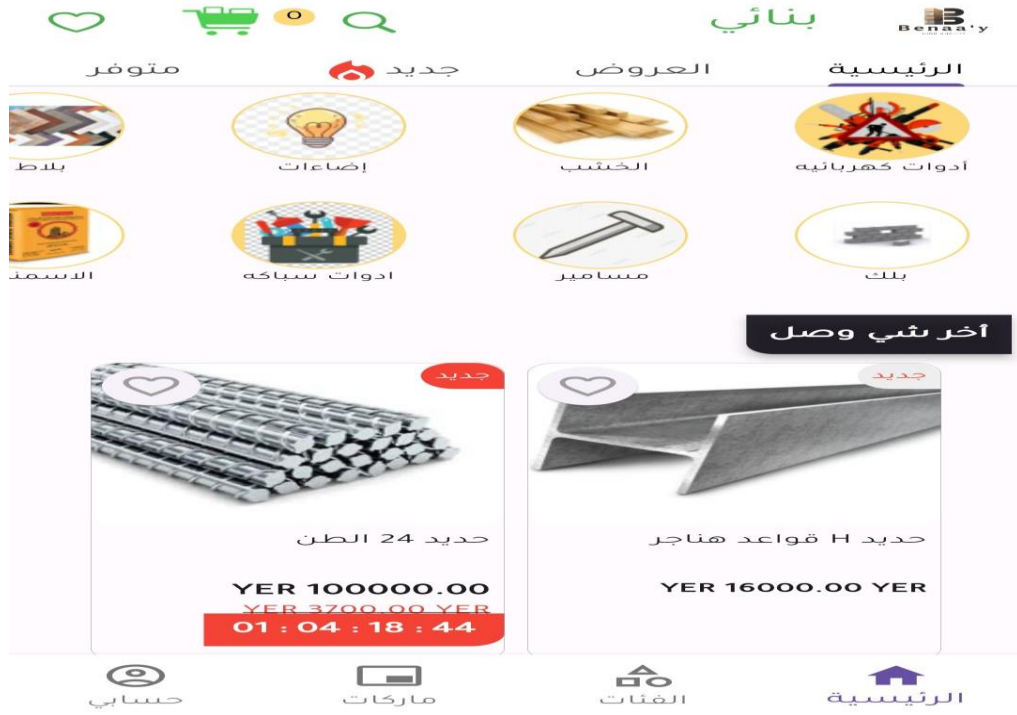 بنائي
Benaa'y
0
الرئيسية
العروض
جديد
متوفر
أدوات كهربائيه
الخشب
إضاءات
بلاط
بلك
مسامير
ادوات سباكه
الاسمنـ
أخر شي وصل
جديد
حديد H قواعد هناجر
YER 16000.00 YER
جديد
حديد 24 الطن
YER 100000.00
YER 3700.00 YER
01 : 04 : 18 : 44
الرئيسية
الفئات
ماركات
حسابي